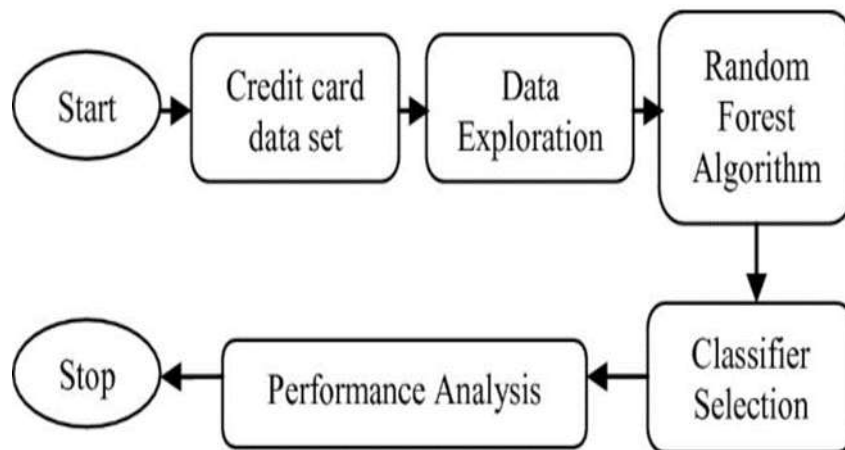 Start
Credit card
data set
Data
Exploration
Random
Forest
Algorithm
Classifier
Selection
Performance Analysis
Stop